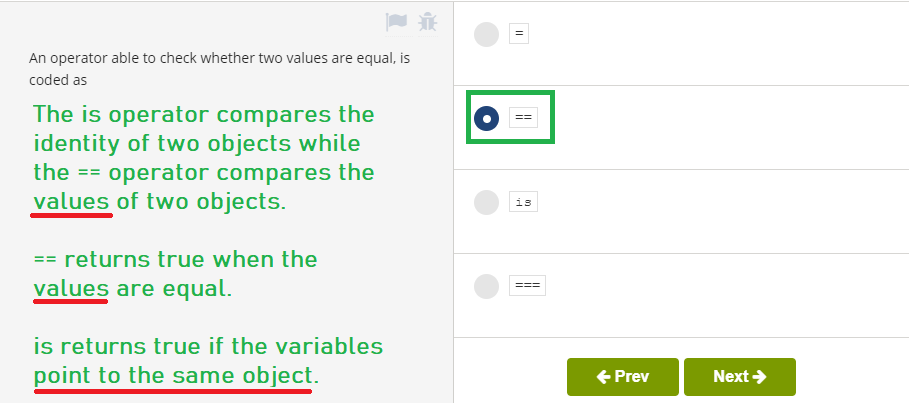 An operator able to check whether two values are equal, is
coded as
The is operator compares the
identity of two objects while
the == operator compares the
values of two objects.
== returns true when the
values are equal.
is returns true if the variables
point to the same object.
=
==
is
===
Prev
Next